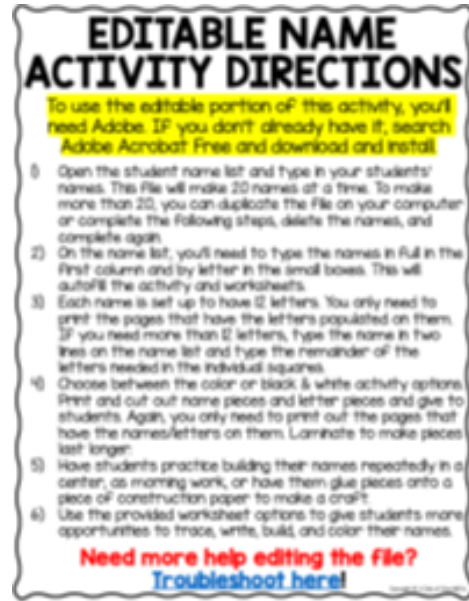 EDITABLE NAME
ACTIVITY DIRECTIONS
To use the editable portion of this activity, you'll
need Adobe. If you don't already have it, search
Adobe Acrobat Free and download and install.
1) Open the student name list and type in your students'
names. This file will make 20 names at a time. To make
more than 20, you can duplicate the file on your computer
or complete the following steps, delete the names, and
complete again.
2) On the name list, you'll need to type the names in full in the
first column and by letter in the small boxes. This will
autofill the activity and worksheets.
3) Each name is set up to have 12 letters. You only need to
print the pages that have the letters populated on them.
If you need more than 12 letters, type the name in two
lines on the name list and type the remainder of the
letters needed in the individual squares.
4) Choose between the color or black & white activity options.
Print and cut out name pieces and letter pieces and give to
students. Again, you only need to print out the pages that
have the names/letters on them. Laminate to make pieces
last longer.
5) Have students practice building their names repeatedly in a
center, as morning work, or have them glue pieces onto a
piece of construction paper to make a craft.
6) Use the provided worksheet options to give students more
opportunities to trace, write, build, and color their names.
Need more help editing the file?
Troubleshoot here!